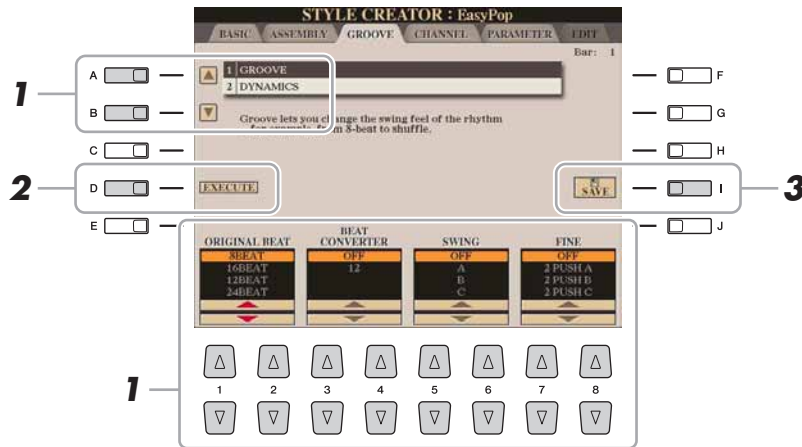 STYLE CREATOR : EasyPop
BASIC ASSEMBLY GROOVE CHANNEL PARAMETER EDIT
Bar: 1
1 GROOVE
2 DYNAMICS
Groove lets you change the swing feel of the rhythm
for example, from 8-beat to shuffle.
EXECUTE
SAVE
A
B
C
D
E
F
G
H
I
J
1
2
3
ORIGINAL BEAT
8BEAT
16BEAT
12BEAT
24BEAT
BEAT CONVERTER
OFF
12
SWING
OFF
A
B
C
FINE
OFF
2 PUSH A
2 PUSH B
2 PUSH C
1
1 2 3 4 5 6 7 8